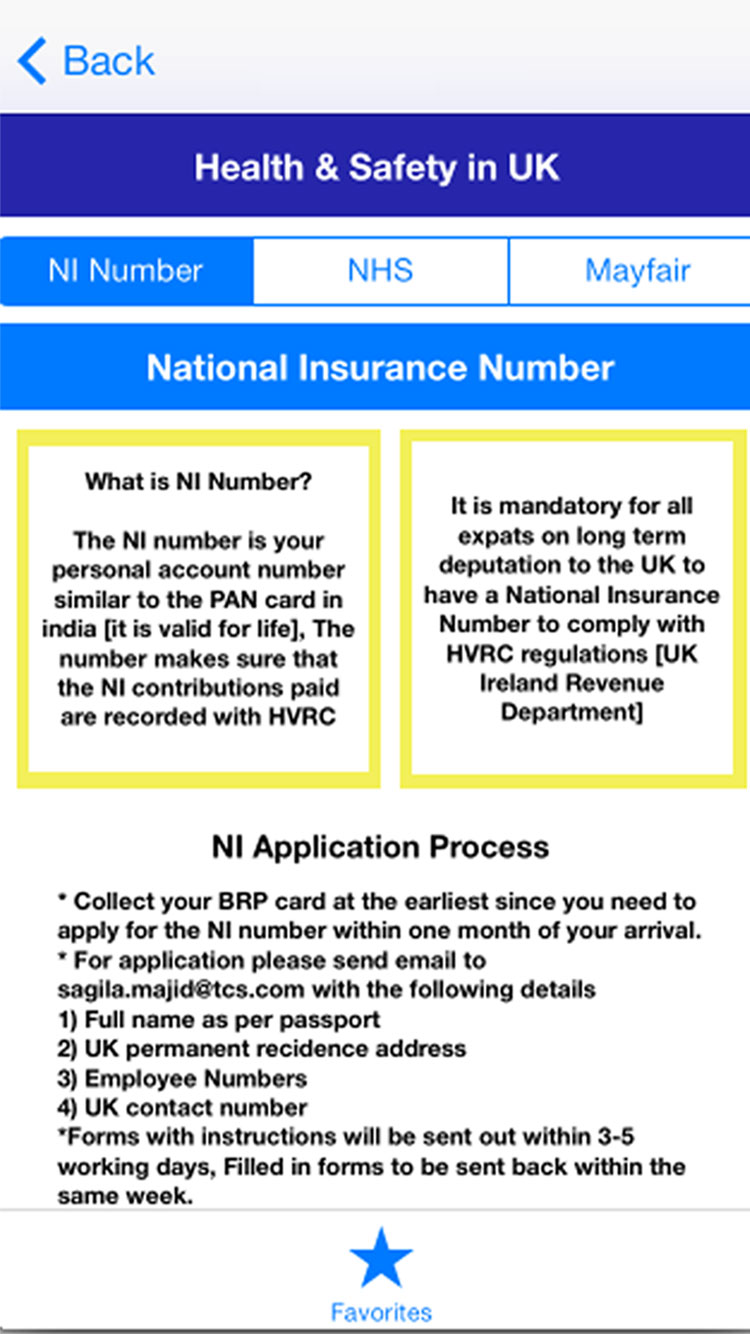 Back
Health & Safety in UK
NI Number
NHS
Mayfair
National Insurance Number
What is NI Number?
The NI number is your
personal account number
similar to the PAN card in
india [it is valid for life], The
number makes sure that
the NI contributions paid
are recorded with HVRC
It is mandatory for all
expats on long term
deputation to the UK to
have a National Insurance
Number to comply with
HVRC regulations [UK
Ireland Revenue
Department]
NI Application Process
* Collect your BRP card at the earliest since you need to
apply for the NI number within one month of your arrival.
* For application please send email to
sagila.majid@tcs.com with the following details
1) Full name as per passport
2) UK permanent recidence address
3) Employee Numbers
4) UK contact number
*Forms with instructions will be sent out within 3-5
working days, Filled in forms to be sent back within the
same week.
Favorites